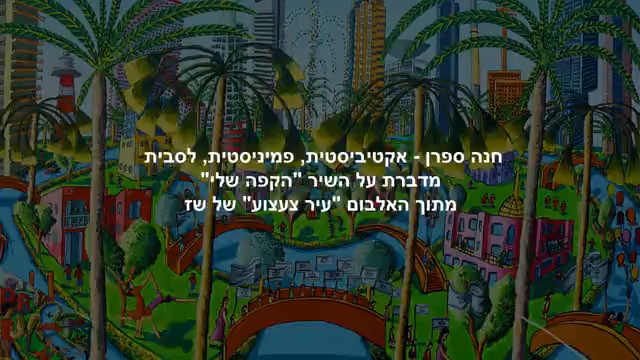 חנה ספרן - אקטיביסטית, פמיניסטית, לסבית
מדברת על השיר "הקפה שלי"
מתוך האלבום "עיר צעצוע" של שז